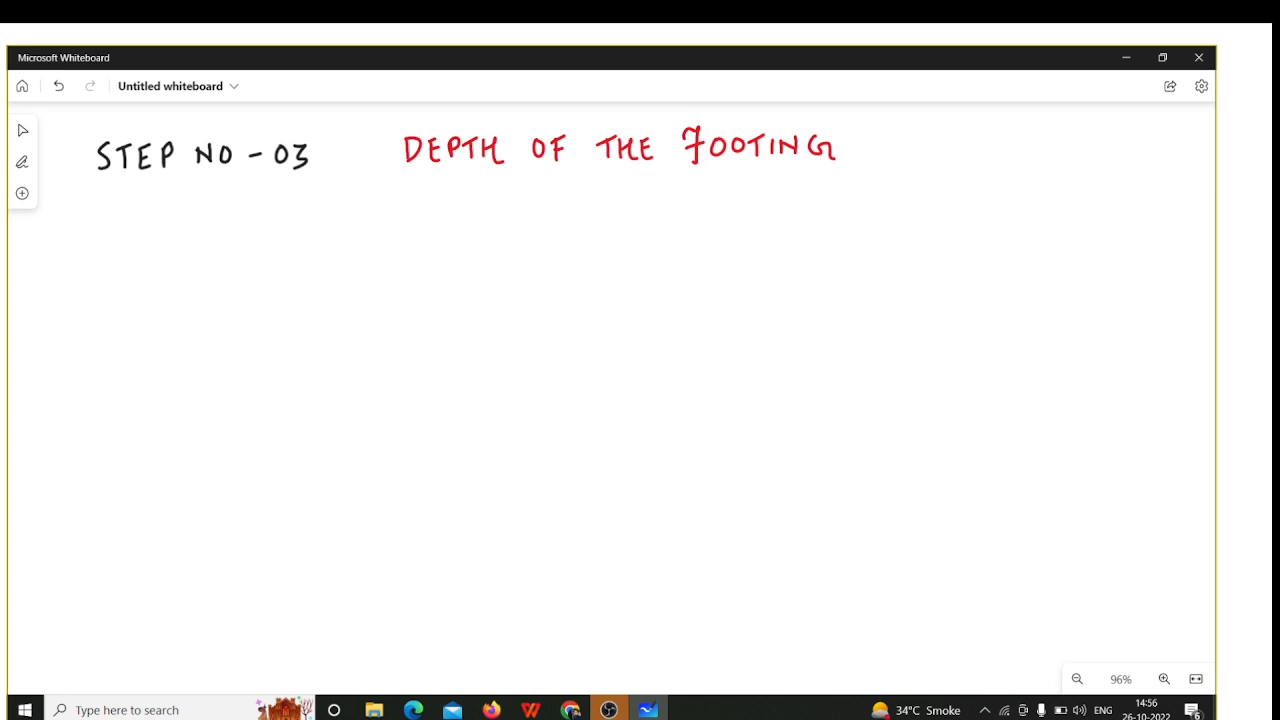 Microsoft Whiteboard
Untitled whiteboard
STEP NO - 03 DEPTH OF THE FOOTING
96%
Type here to search
34°C Smoke
ENG
14:56
26-10-2022
6